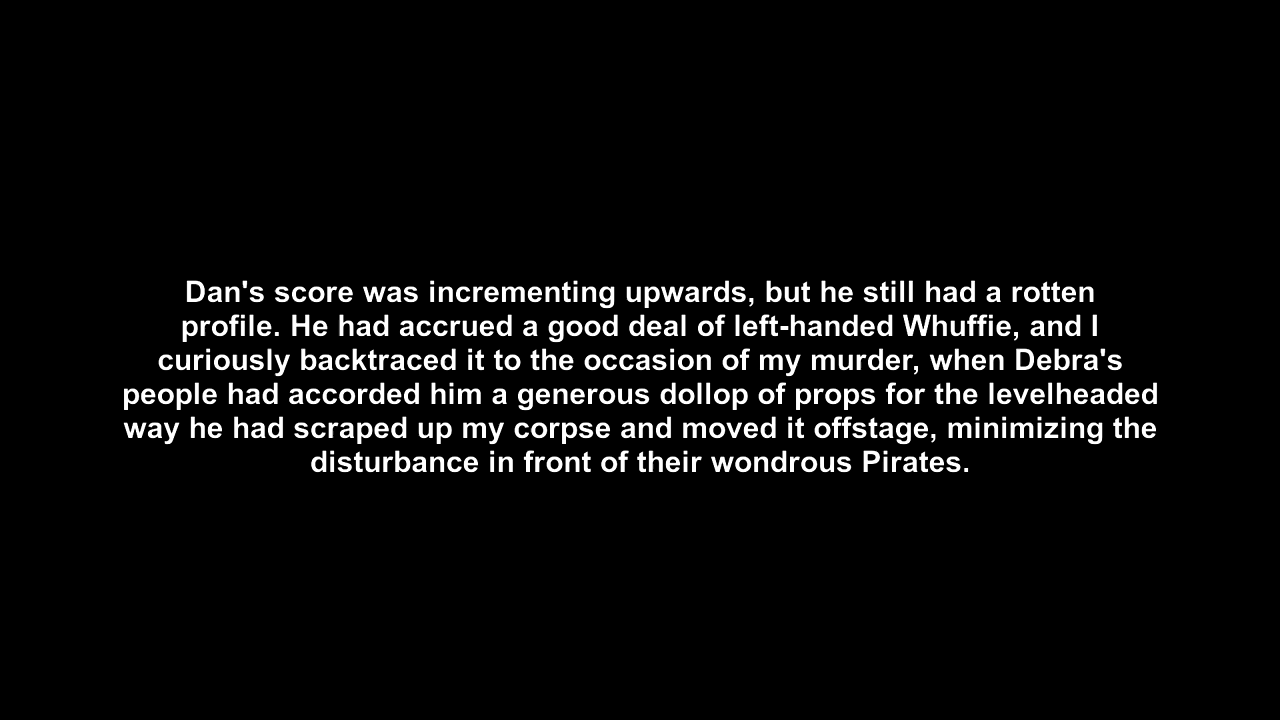 Dan's score was incrementing upwards, but he still had a rotten
profile. He had accrued a good deal of left-handed Whuffie, and I
curiously backtraced it to the occasion of my murder, when Debra's
people had accorded him a generous dollop of props for the levelheaded
way he had scraped up my corpse and moved it offstage, minimizing the
disturbance in front of their wondrous Pirates.